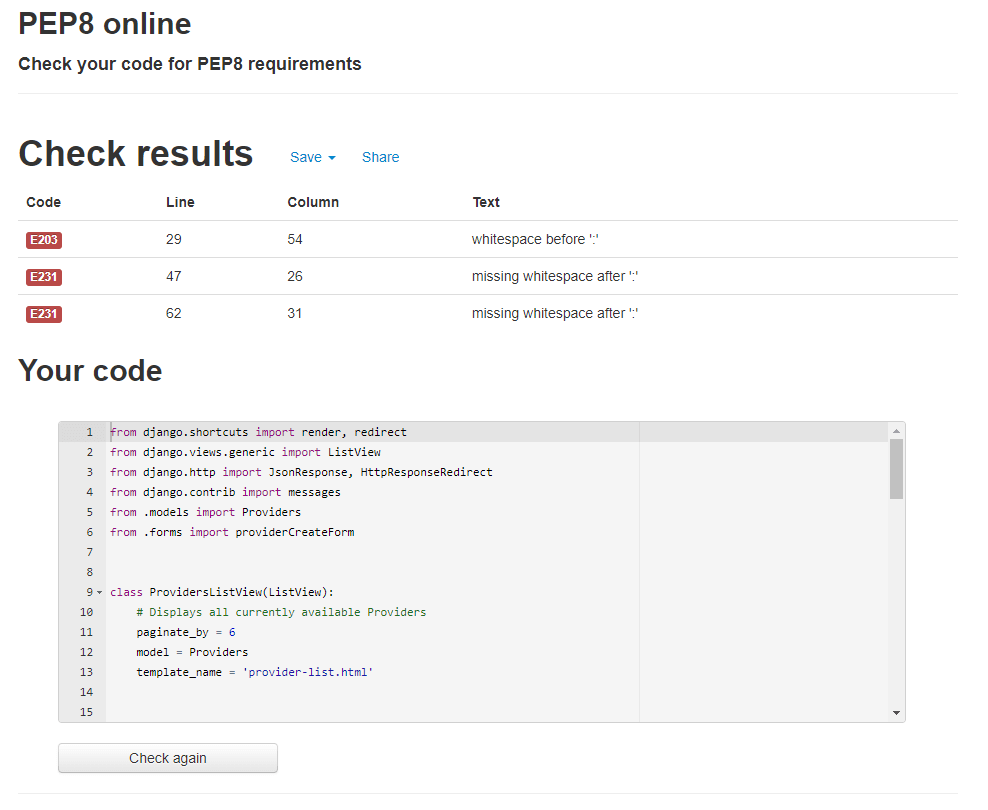 PEP8 online
Check your code for PEP8 requirements
Check results Save Share
Code Line Column Text
E203 29 54 whitespace before ':'
E231 47 26 missing whitespace after ':'
E231 62 31 missing whitespace after ':'
Your code
1 from django.shortcuts import render, redirect
2 from django.views.generic import ListView
3 from django.http import JsonResponse, HttpResponseRedirect
4 from django.contrib import messages
5 from .models import Providers
6 from .forms import providerCreateForm
7
8
9 class ProvidersListView(ListView):
10 # Displays all currently available Providers
11 paginate_by = 6
12 model = Providers
13 template_name = 'provider-list.html'
14
15
Check again